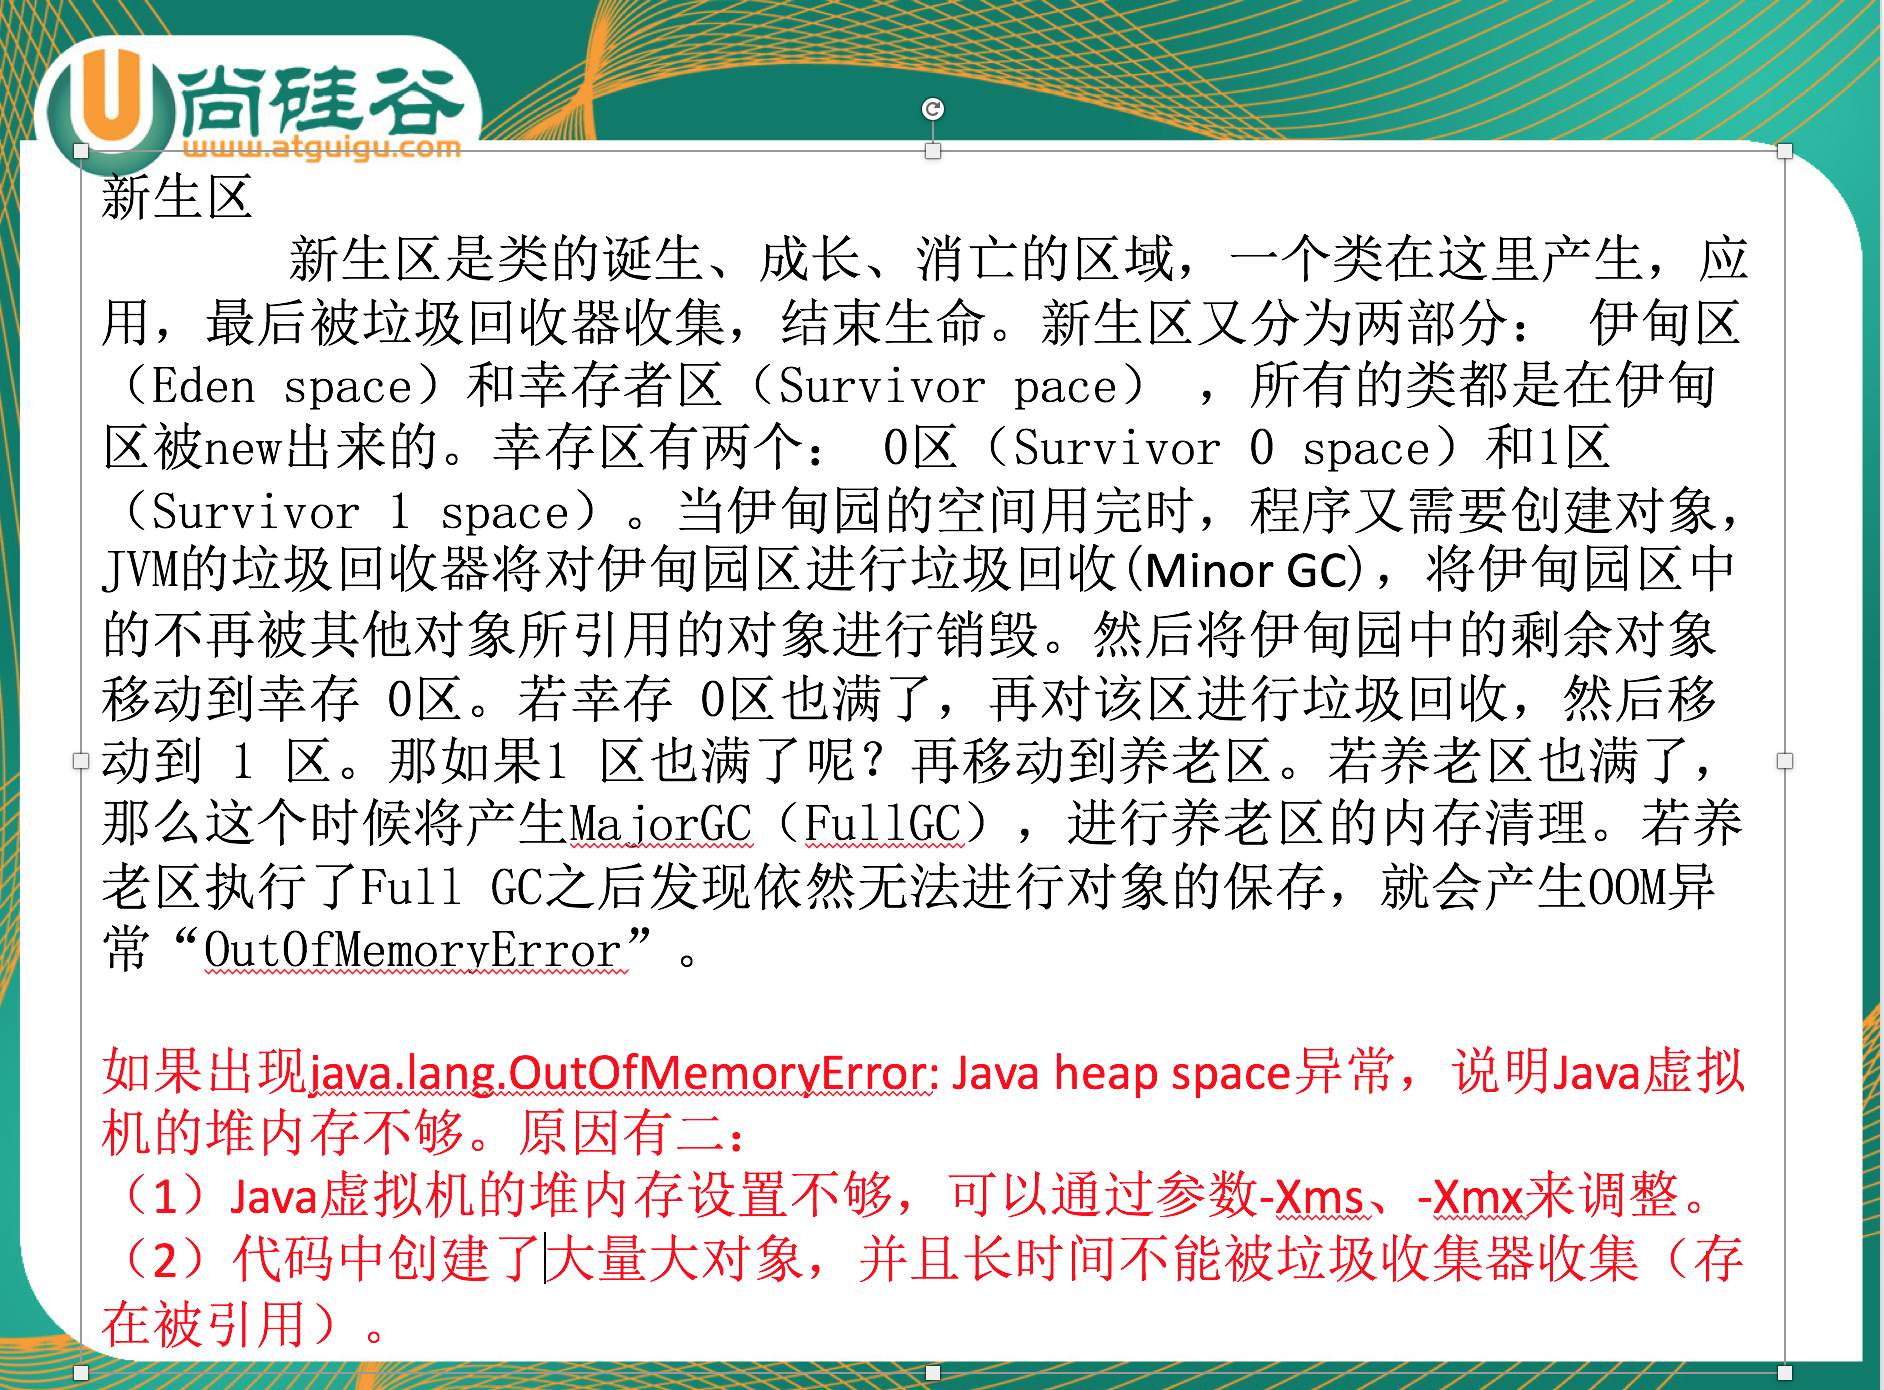 尚硅谷
www.atguigu.com
新生区
新生区是类的诞生、成长、消亡的区域，一个类在这里产生，应
用，最后被垃圾回收器收集，结束生命。新生区又分为两部分： 伊甸区
（Eden space）和幸存者区（Survivor pace） ，所有的类都是在伊甸
区被new出来的。幸存区有两个： 0区（Survivor 0 space）和1区
（Survivor 1 space）。当伊甸园的空间用完时，程序又需要创建对象，
JVM的垃圾回收器将对伊甸园区进行垃圾回收(Minor GC)，将伊甸园区中
的不再被其他对象所引用的对象进行销毁。然后将伊甸园中的剩余对象
移动到幸存 0区。若幸存 0区也满了，再对该区进行垃圾回收，然后移
动到 1 区。那如果1 区也满了呢？再移动到养老区。若养老区也满了，
那么这个时候将产生MajorGC（FullGC），进行养老区的内存清理。若养
老区执行了Full GC之后发现依然无法进行对象的保存，就会产生OOM异
常“OutOfMemoryError”。
如果出现java.lang.OutOfMemoryError: Java heap space异常，说明Java虚拟
机的堆内存不够。原因有二：
（1）Java虚拟机的堆内存设置不够，可以通过参数-Xms、-Xmx来调整。
（2）代码中创建了大量大对象，并且长时间不能被垃圾收集器收集（存
在被引用）。